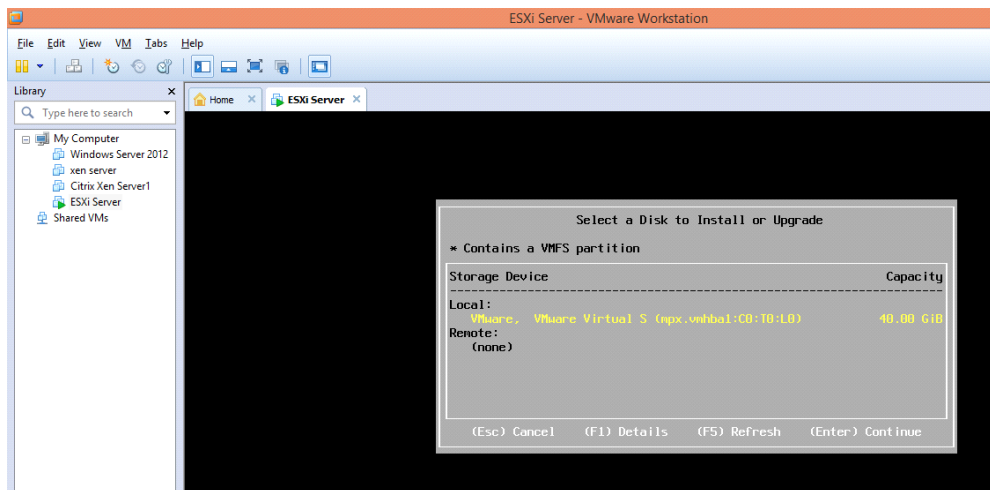 ESXi Server - VMware Workstation
File Edit View VM Tabs Help
Library
Type here to search
My Computer
Windows Server 2012
xen server
Citrix Xen Server1
ESXi Server
Shared VMs
Home
ESXi Server
Select a Disk to Install or Upgrade
* Contains a VMFS partition
Storage Device Capacity
Local:
VMware, VMware Virtual S (mpx.vmhba1:C0:T0:L0) 40.00 GiB
Remote:
(none)
(Esc) Cancel (F1) Details (F5) Refresh (Enter) Continue